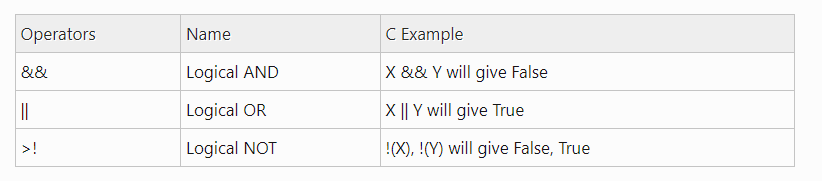 Operators Name C Example
&& Logical AND X && Y will give False
|| Logical OR X || Y will give True
>! Logical NOT !(X), !(Y) will give False, True